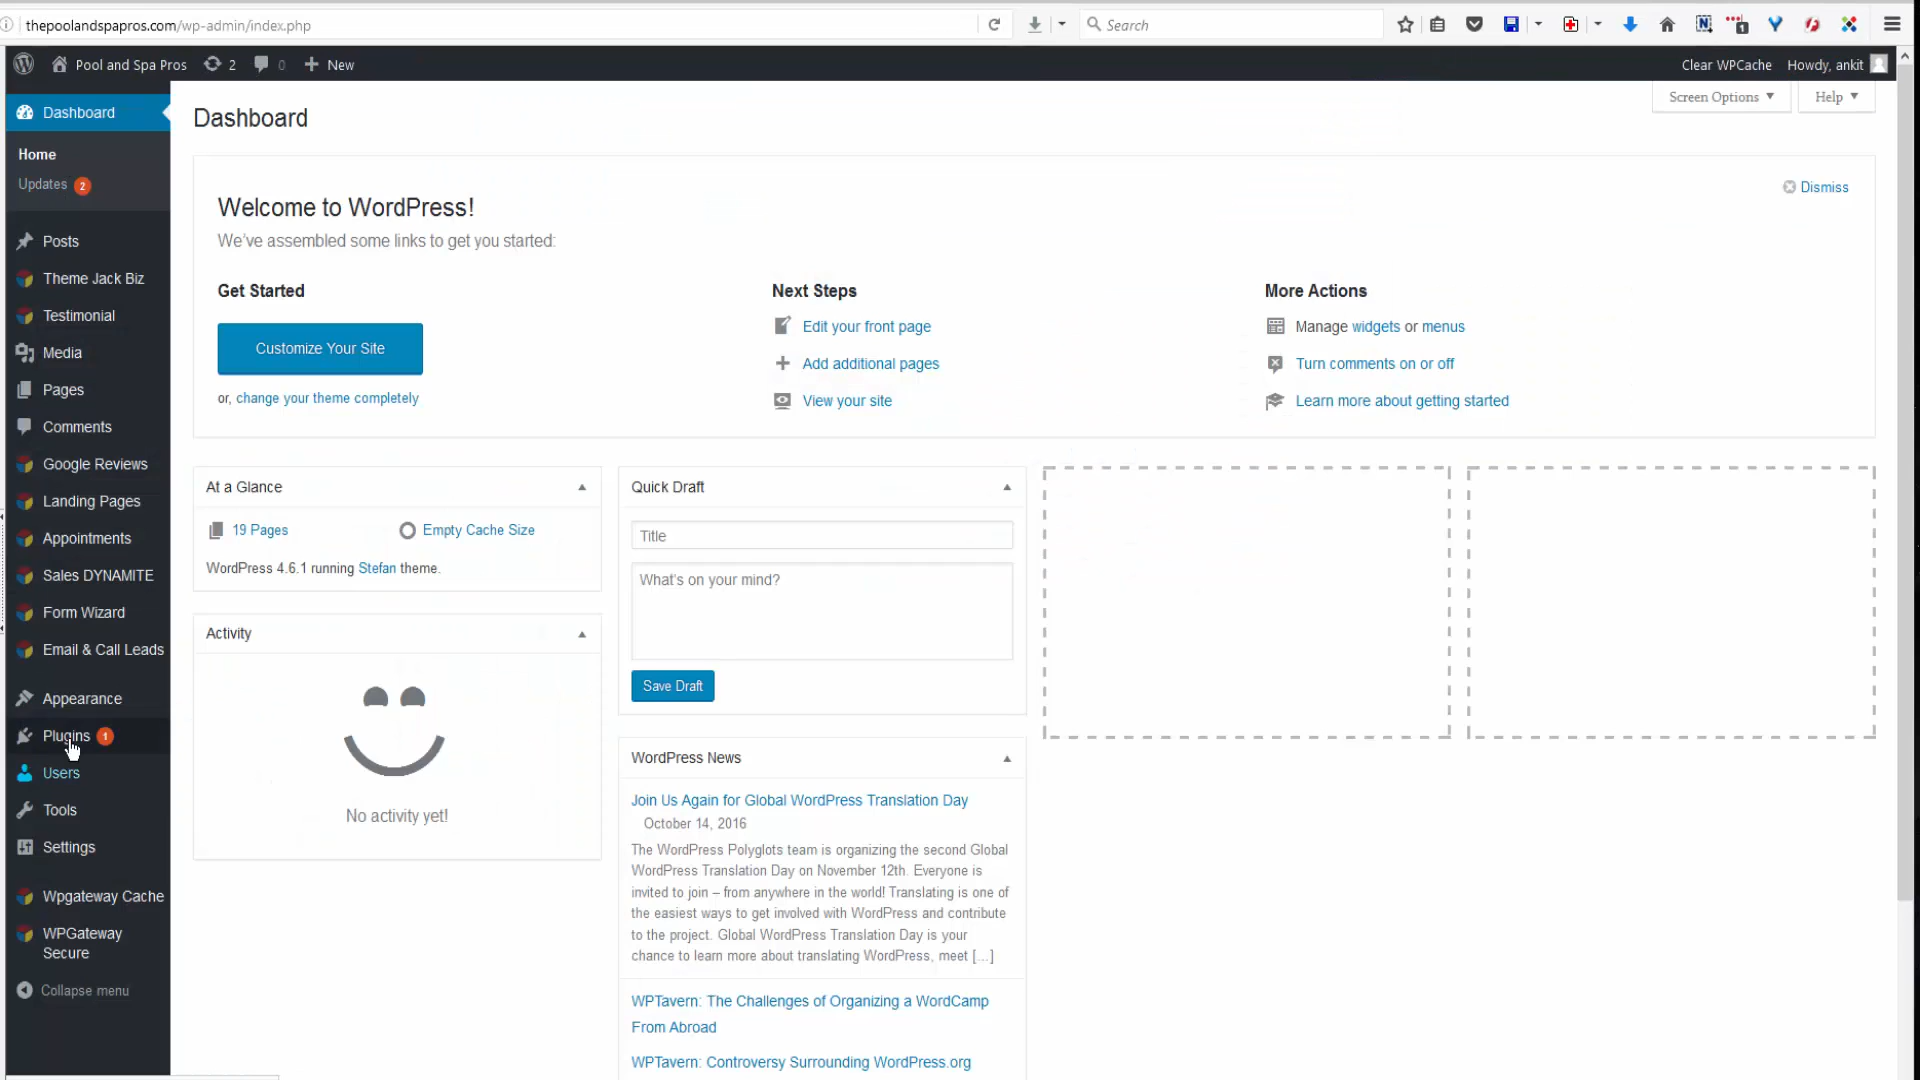 thepoolandspapros.com/wp-admin/index.php
Search
1
Pool and Spa Pros
2
0
New
Clear WPCache
Howdy, ankit
Screen Options
Help
Dashboard
Home
Updates 2
Posts
Theme Jack Biz
Testimonial
Media
Pages
Comments
Google Reviews
Landing Pages
Appointments
Sales DYNAMITE
Form Wizard
Email & Call Leads
Appearance
Plugins 1
Users
Tools
Settings
Wpgateway Cache
WPGateway
Secure
Collapse menu
Dashboard
Dismiss
Welcome to WordPress!
We've assembled some links to get you started:
Get Started
Customize Your Site
or, change your theme completely
Next Steps
Edit your front page
Add additional pages
View your site
More Actions
Manage widgets or menus
Turn comments on or off
Learn more about getting started
At a Glance
19 Pages
Empty Cache Size
WordPress 4.6.1 running Stefan theme.
Activity
No activity yet!
Quick Draft
Title
What's on your mind?
Save Draft
WordPress News
Join Us Again for Global WordPress Translation Day
October 14, 2016
The WordPress Polyglots team is organizing the second Global
WordPress Translation Day on November 12th. Everyone is
invited to join – from anywhere in the world! Translating is one of
the easiest ways to get involved with WordPress and contribute
to the project. Global WordPress Translation Day is your
chance to learn more about translating WordPress, meet […]
WPTavern: The Challenges of Organizing a WordCamp
From Abroad
WPTavern: Controversy Surrounding WordPress.org